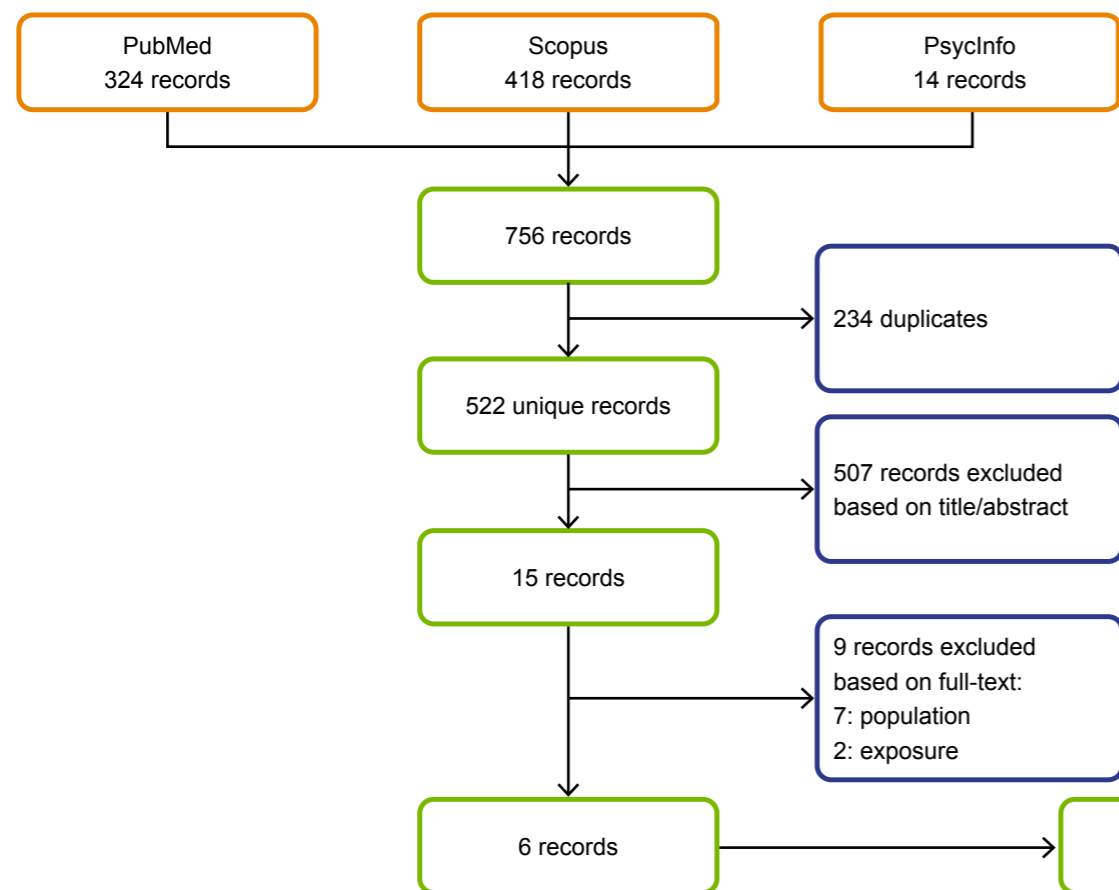 PubMed
324 records
Scopus
418 records
PsycInfo
14 records
756 records
234 duplicates
522 unique records
507 records excluded
based on title/abstract
15 records
9 records excluded
based on full-text:
7: population
2: exposure
6 records